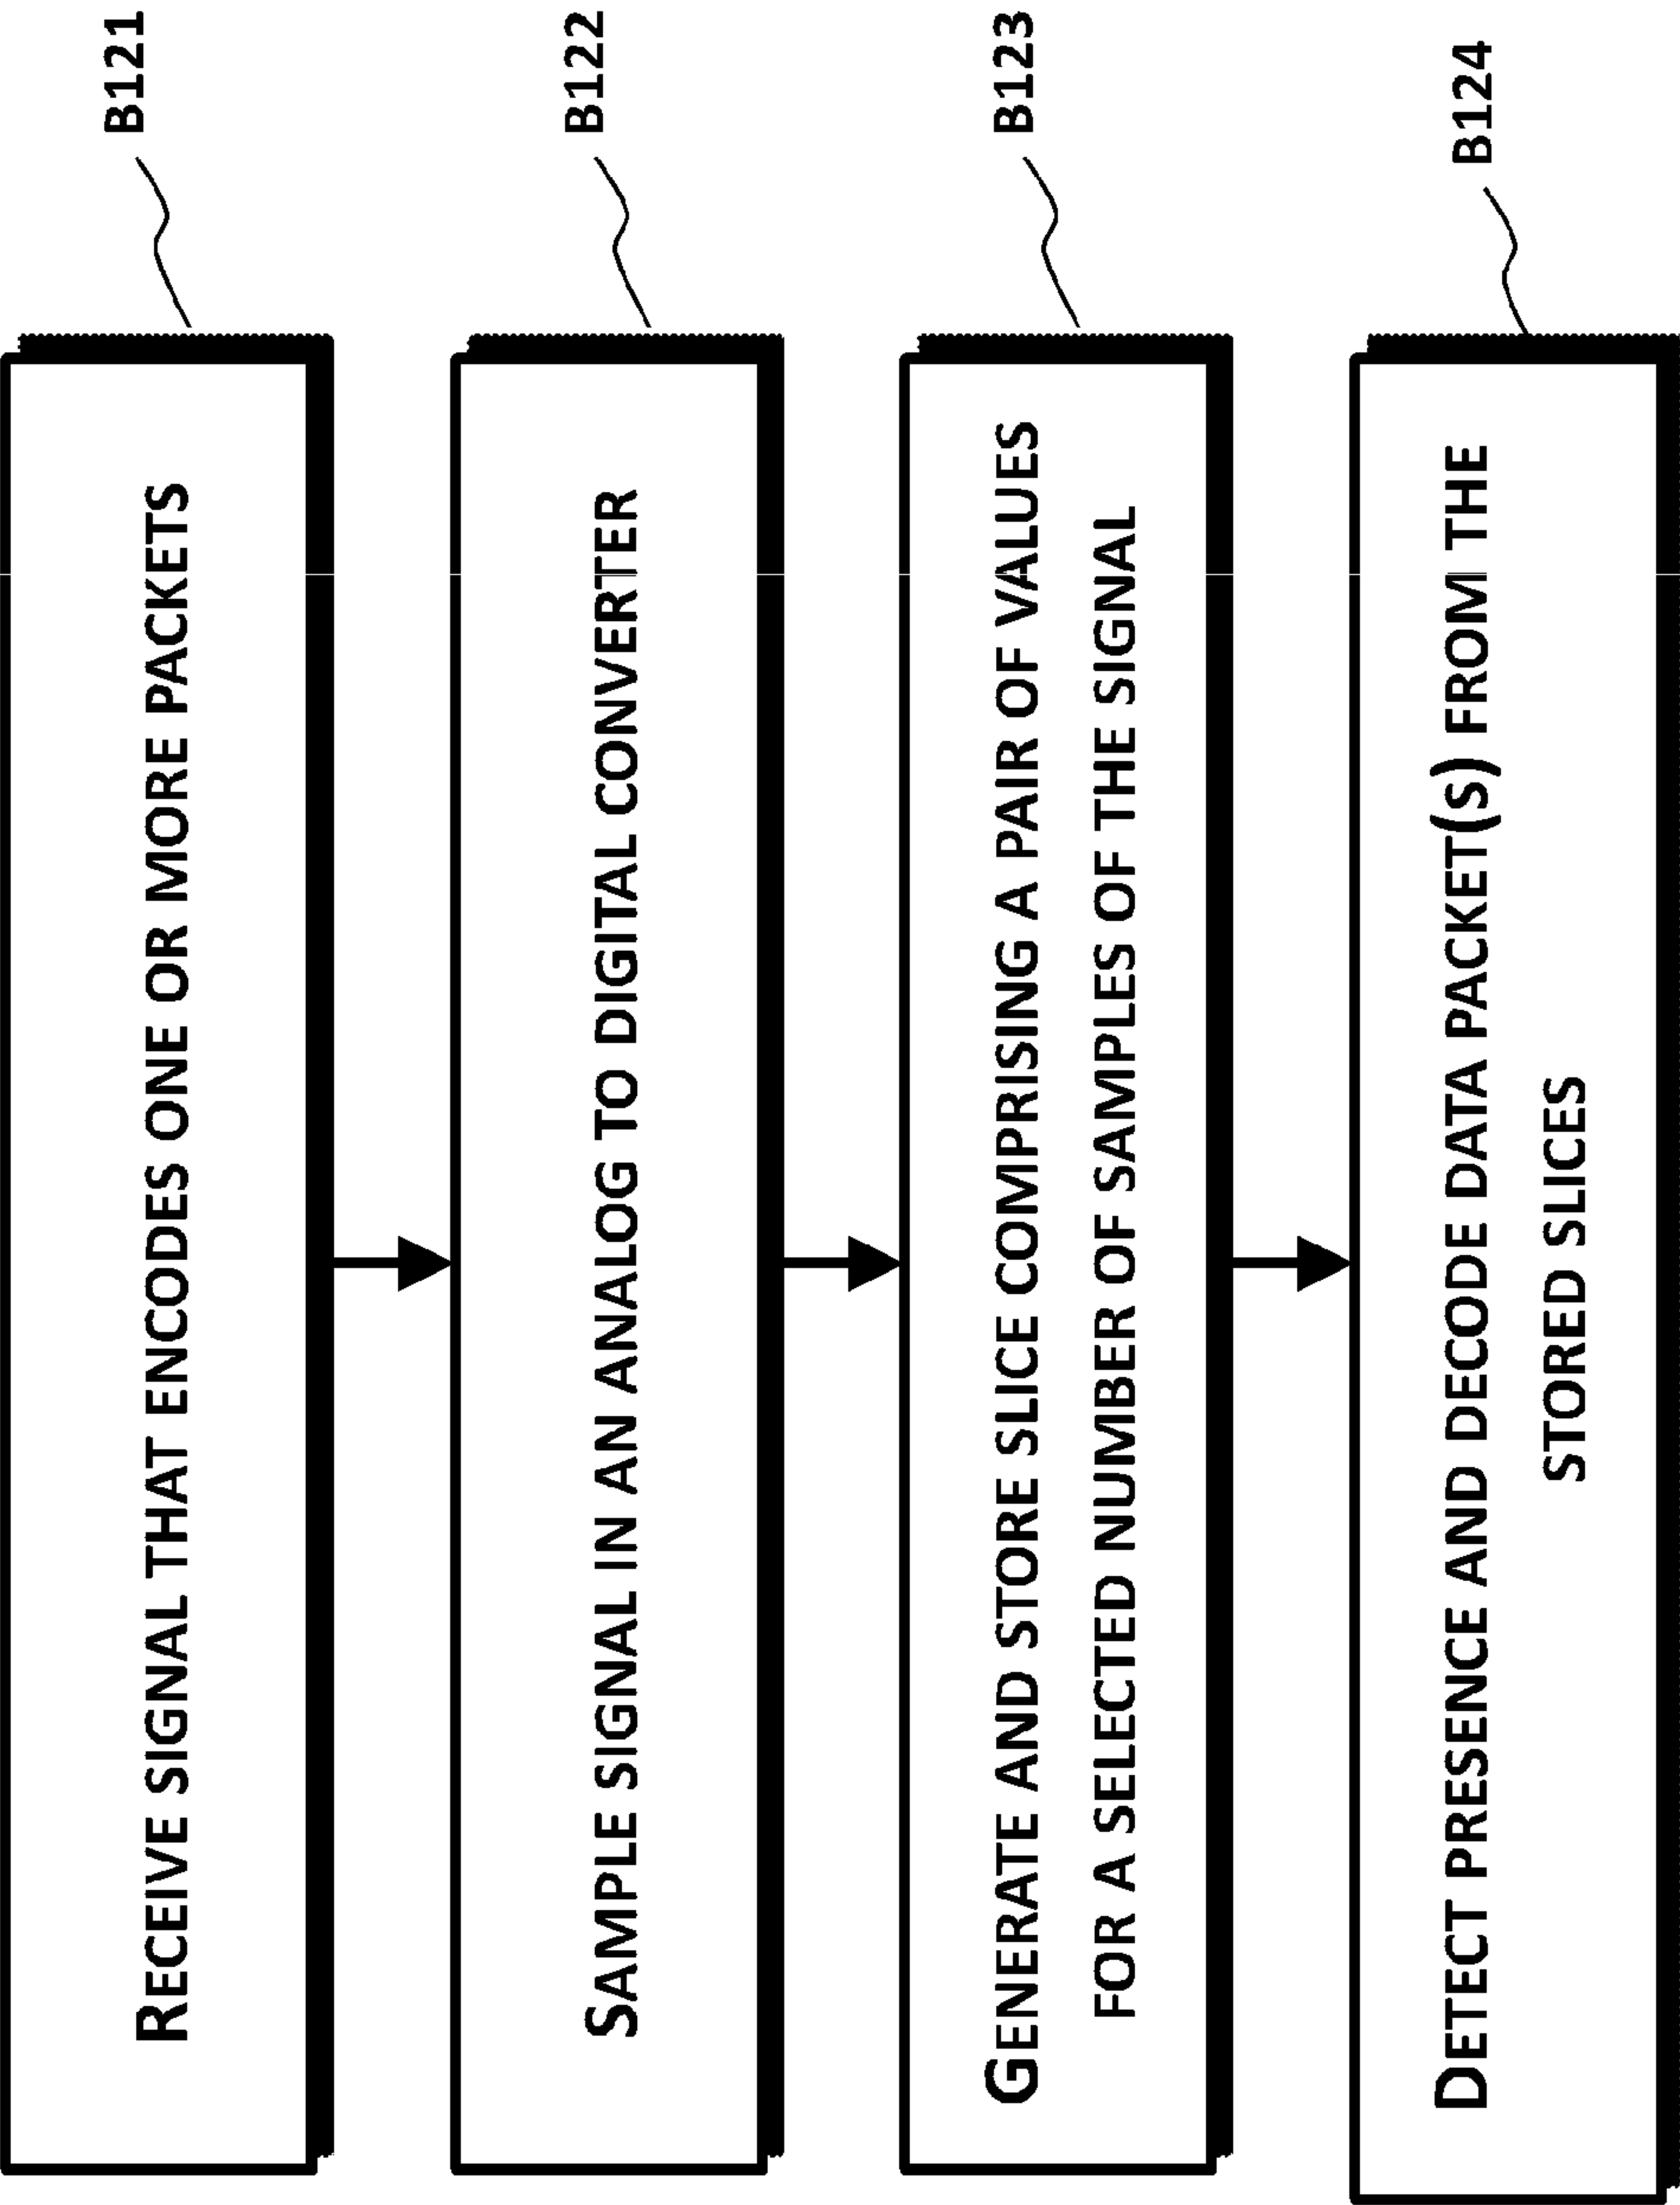 RECEIVE SIGNAL THAT ENCODES ONE OR MORE PACKETS
B121
SAMPLE SIGNAL IN AN ANALOG TO DIGITAL CONVERTER
B122
GENERATE AND STORE SLICE COMPRISING A PAIR OF VALUES
FOR A SELECTED NUMBER OF SAMPLES OF THE SIGNAL
B123
DETECT PRESENCE AND DECODE DATA PACKET(S) FROM THE
STORED SLICES
B124